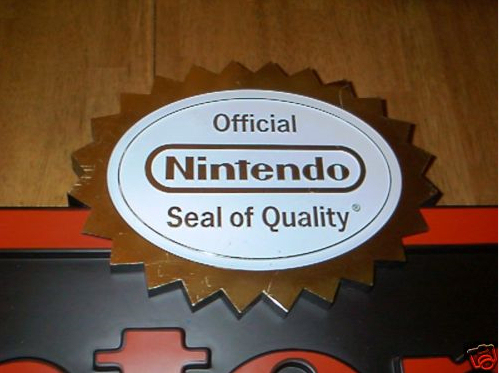 Official
Nintendo
Seal of Quality®